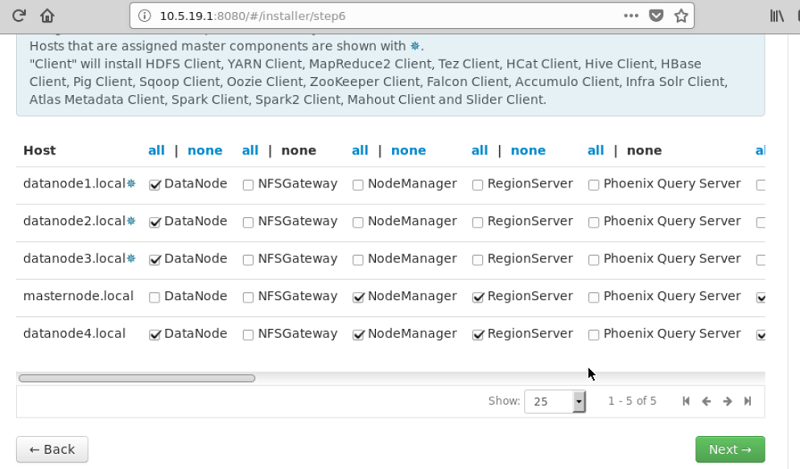 10.5.19.1:8080/#/installer/step6
Hosts that are assigned master components are shown with ✵.
"Client" will install HDFS Client, YARN Client, MapReduce2 Client, Tez Client, HCat Client, Hive Client, HBase
Client, Pig Client, Sqoop Client, Oozie Client, ZooKeeper Client, Falcon Client, Accumulo Client, Infra Solr Client,
Atlas Metadata Client, Spark Client, Spark2 Client, Mahout Client and Slider Client.
Host all | none all | none all | none all | none all | none
datanode1.local✵ DataNode NFSGateway NodeManager RegionServer Phoenix Query Server
datanode2.local✵ DataNode NFSGateway NodeManager RegionServer Phoenix Query Server
datanode3.local✵ DataNode NFSGateway NodeManager RegionServer Phoenix Query Server
masternode.local DataNode NFSGateway NodeManager RegionServer Phoenix Query Server
datanode4.local DataNode NFSGateway NodeManager RegionServer Phoenix Query Server
Show: 25 1 - 5 of 5
← Back Next →